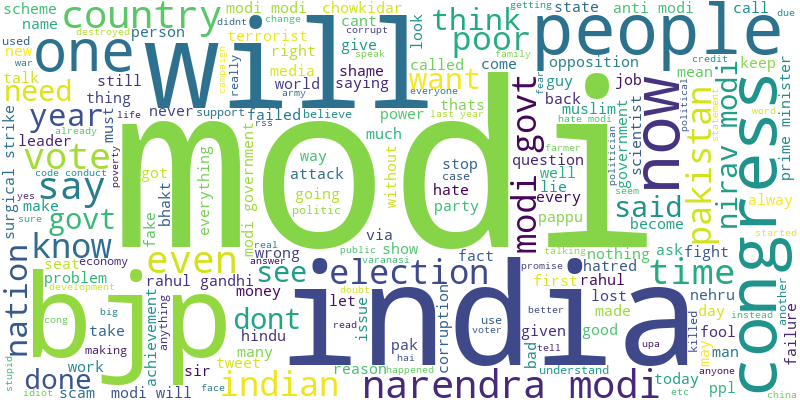 scheme
country
modi modi
chowkidar
cant
look
think
poor
state
anti modi
call
due
getting
used
destroyed
didnt
change
corrupt
speak
family
new
war
one
person
will
terrorist
right
give
called
come
opposition
people
mean
keep
credit
talk
need
still
really
campaign
media
shame
saying
world
army
everyone
want
thats
guy
job
back
fear
muslim
now
political
pakistan
statement
nirav modi
congress
prime minister
word
surgical strike
year
thing
must
never
support
failed
believe
power
much
modi govt
hate modi
question
every
well
lie
government
scientist
politician
farmer
seem
leader
already
life
rss
last year
vote
poverty
code conduct
bhakt
everything
modi
way
attack
going
politic
without
stop
case
hate
party
pappu
said
become
alway
started
say
yes
sure
make
got
fake
modi government
govt
know
nation
seat
economy
problem
development
even
real
wrong
answer
see
public
varanasi
via
show
fact
election
hatred
nothing
talking
ask
fight
time
another
rahul gandhi
money
doubt
let
read
issue
promise
first
rahul
lost
made
nehru
day
instead
bjp
cong
big
take
making
achievement
anything
hindu
dont
many
pak
hai
corruption
use
voter
india
better
given
tell
bad
good
upa
killed
may
fool
man
anyone
failure
stupid
idiot
done
work
scam
modi will
sir
tweet
face
indian
reason
happened
narendra modi
understand
today
etc
ppl
china